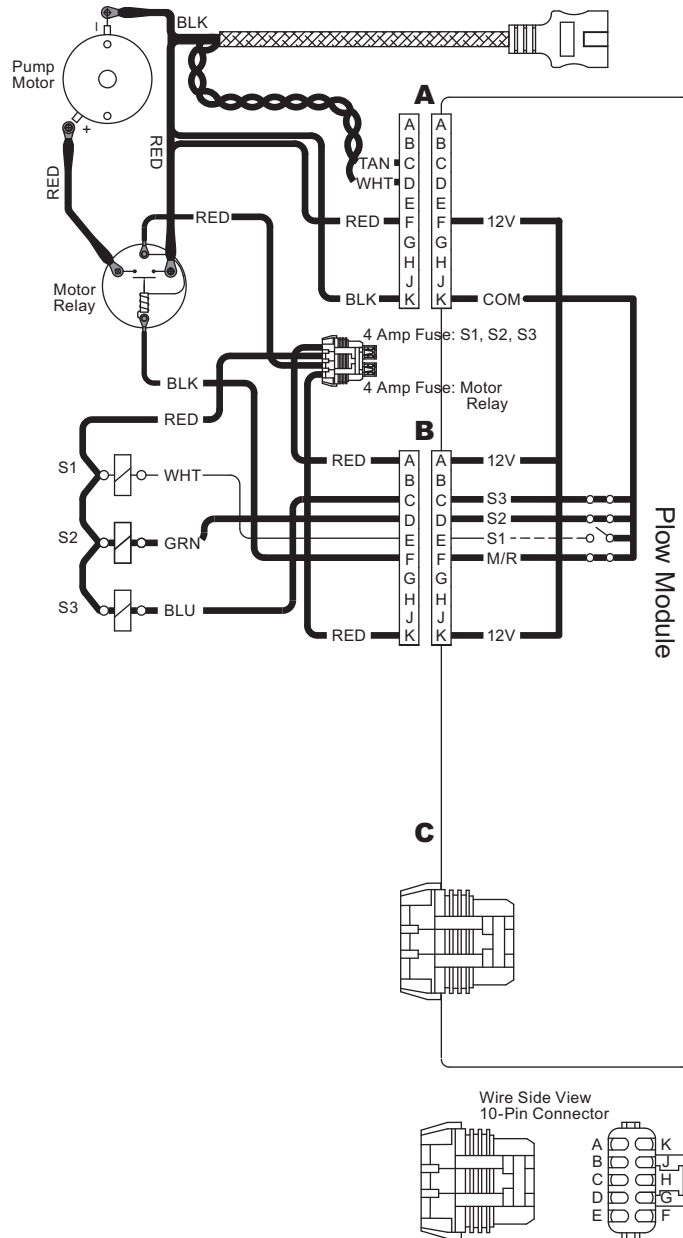 BLK
Pump
Motor
–
+
RED
RED
A
A
B
C
D
E
F
G
H
J
K
A
B
C
D
E
F
G
H
J
K
TAN
WHT
RED
RED
12V
Motor
Relay
BLK
COM
4 Amp Fuse: S1, S2, S3
4 Amp Fuse: Motor
Relay
BLK
RED
B
A
B
C
D
E
F
G
H
J
K
A
B
C
D
E
F
G
H
J
K
RED
12V
S1
WHT
S3
S2
S1
M/R
S2
GRN
S3
BLU
RED
12V
Plow Module
C
Wire Side View
10-Pin Connector
A
B
C
D
E
K
J
H
G
F